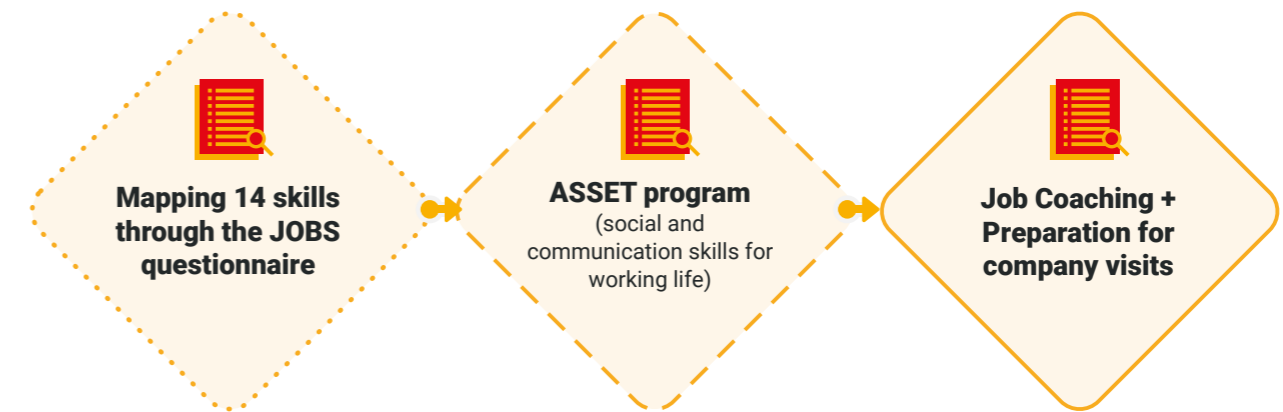 Mapping 14 skills
through the JOBS
questionnaire
ASSET program
(social and
communication skills for
working life)
Job Coaching +
Preparation for
company visits